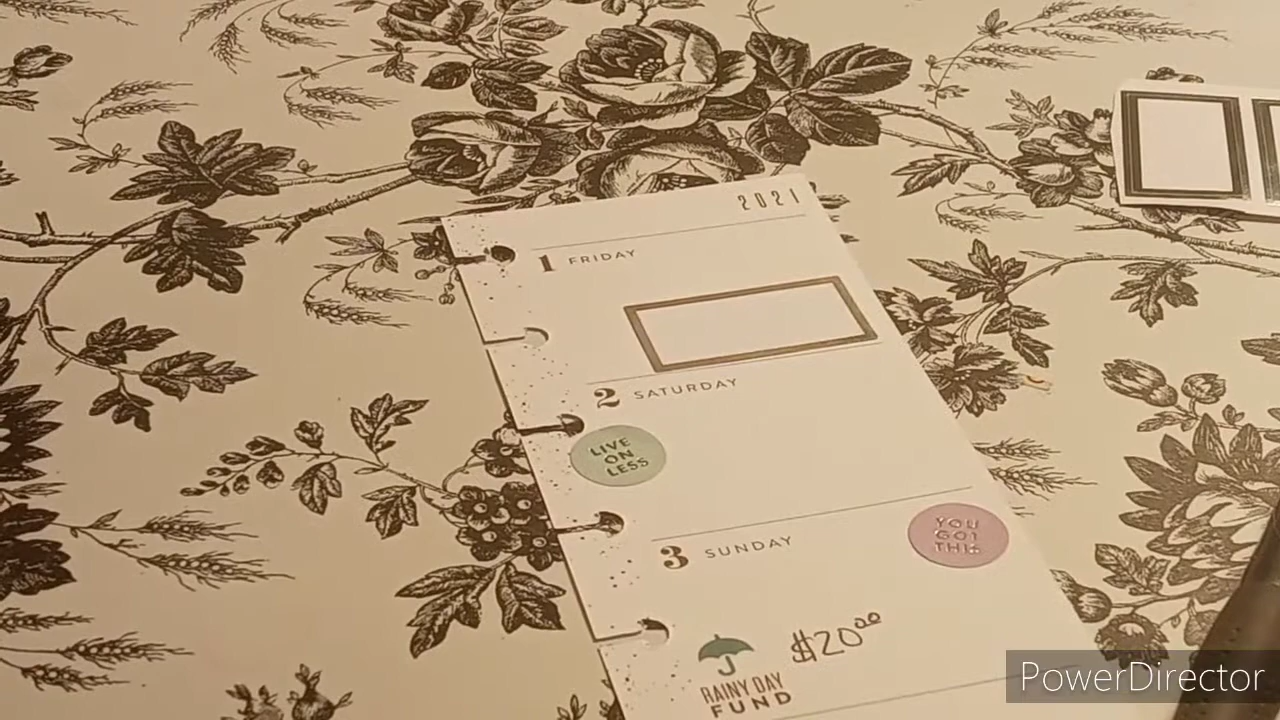 2021
1 FRIDAY
2 SATURDAY
LIVE
ON
LESS
3 SUNDAY
YOU
GOT
THIS
$20.00
RAINY DAY
FUND
PowerDirector